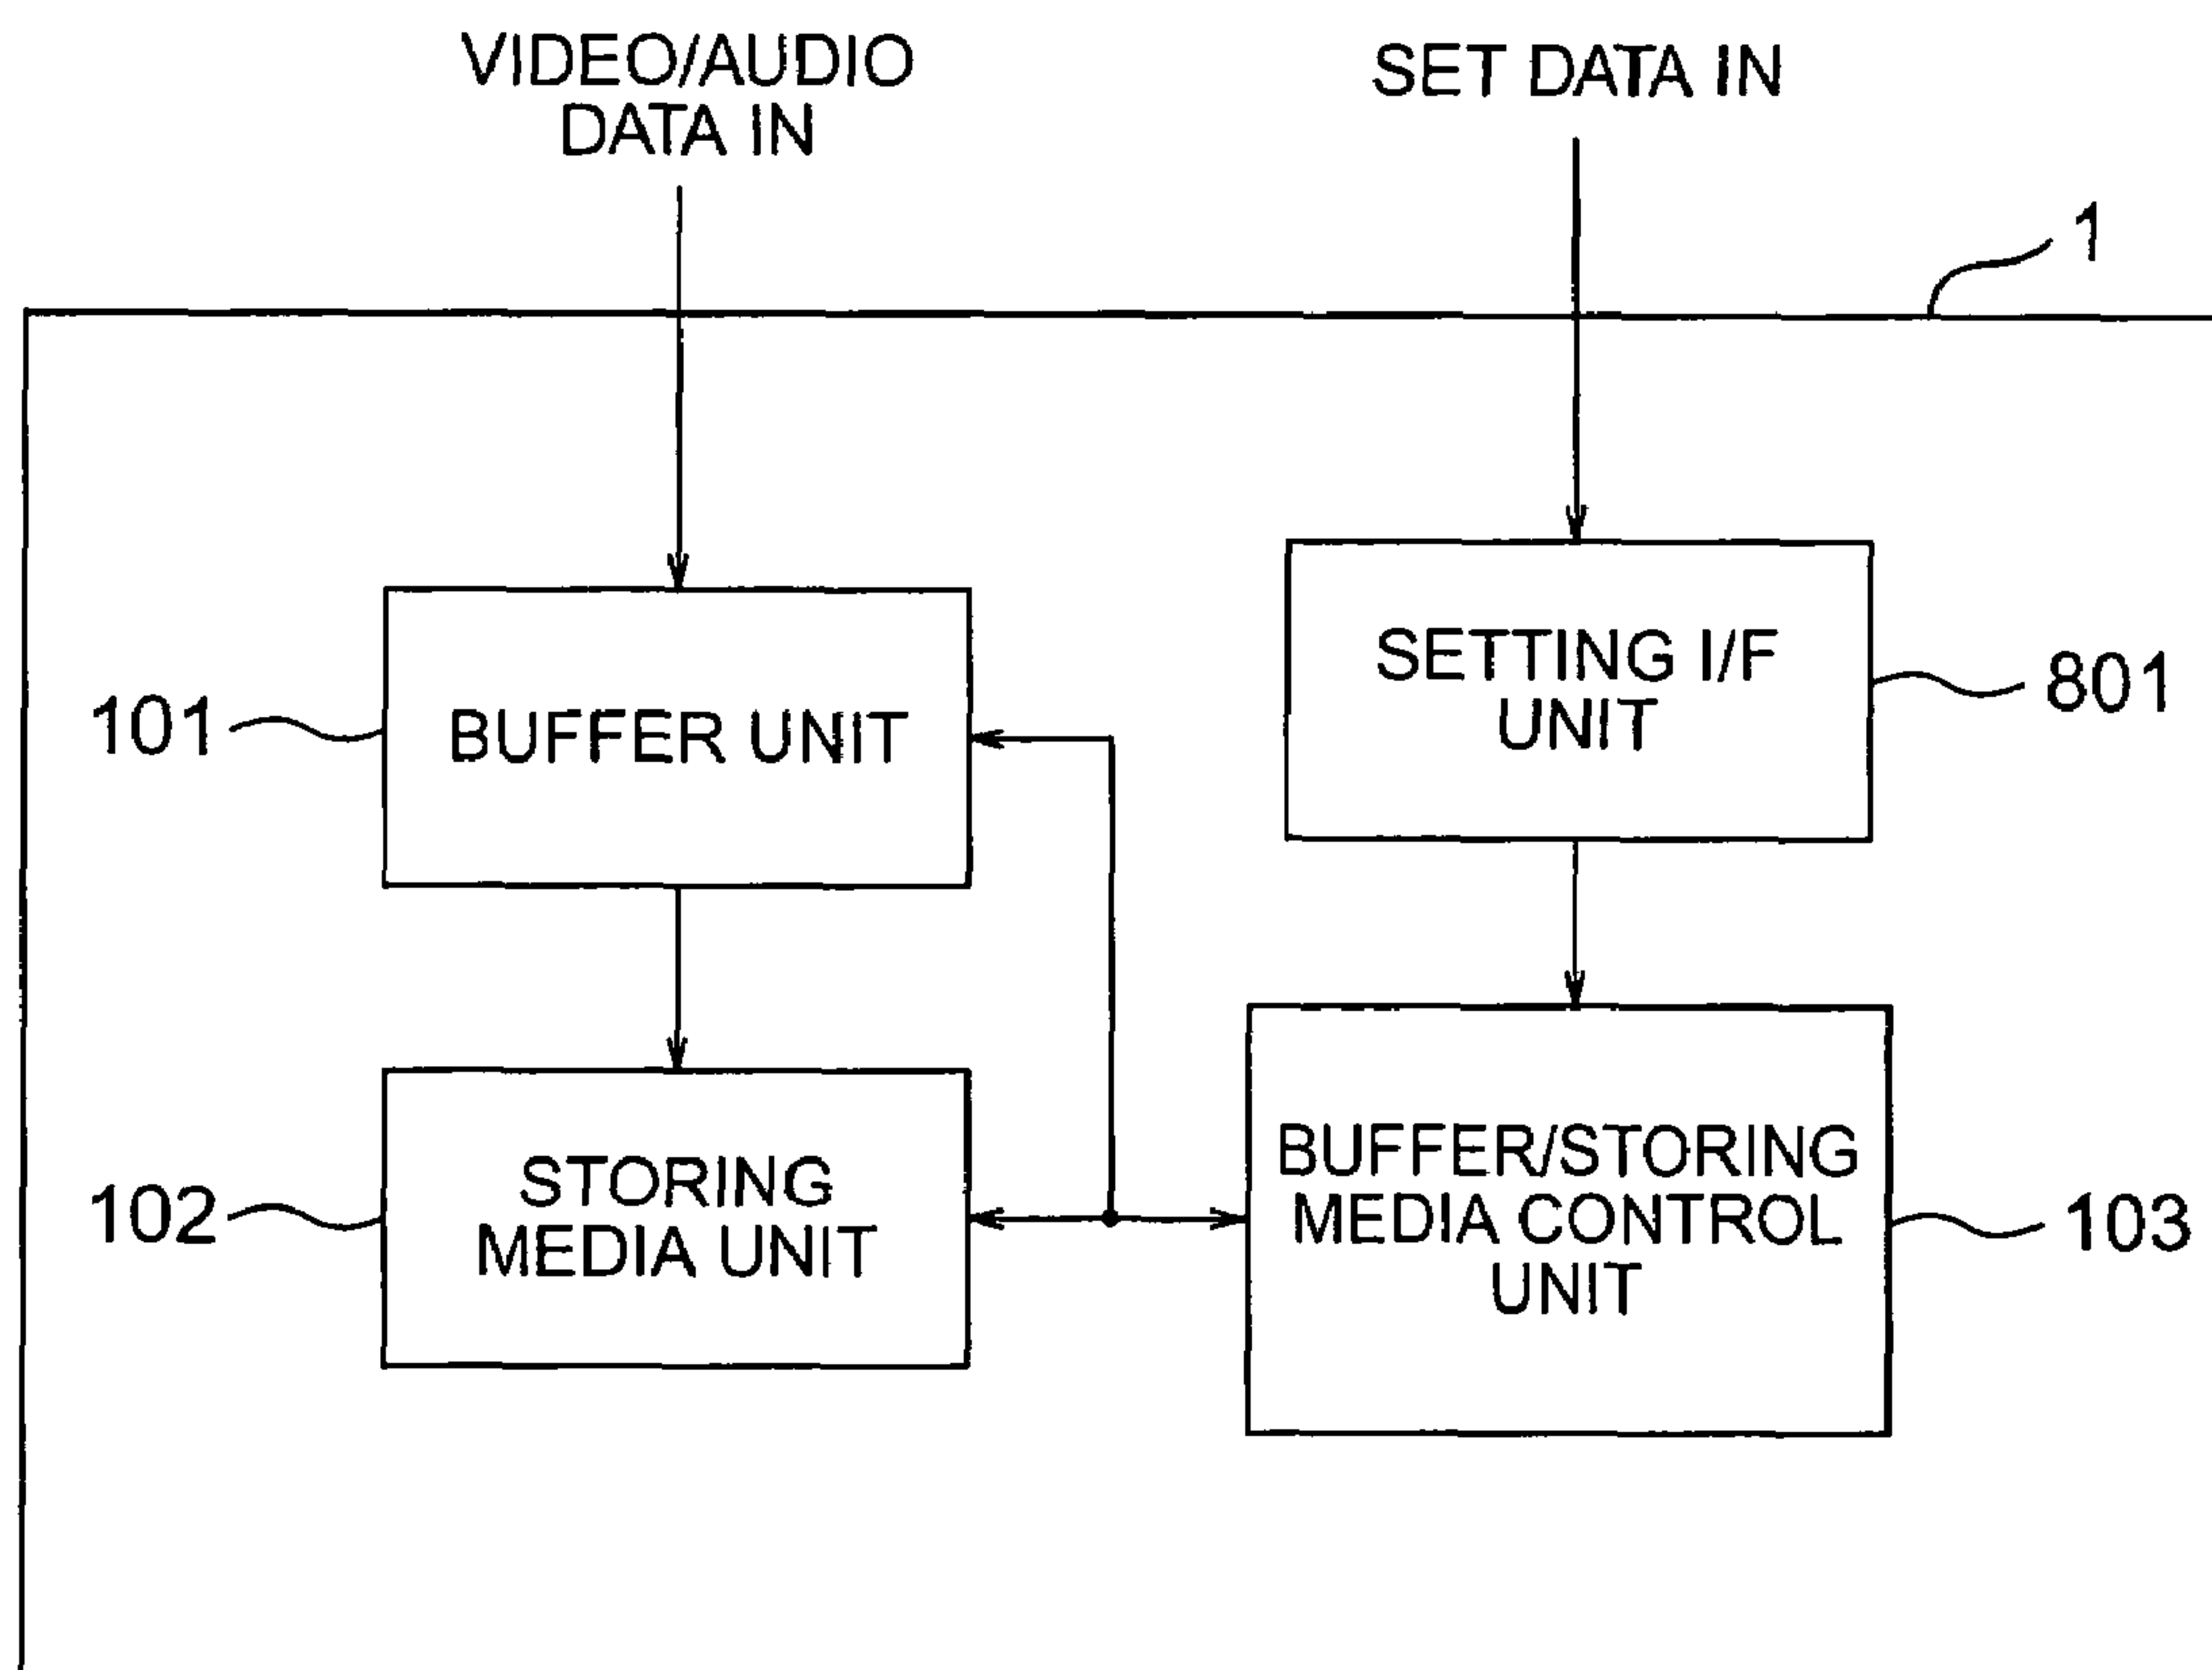 VIDEO/AUDIO
DATA IN
SET DATA IN
1
SETTING I/F
UNIT
801
101
BUFFER UNIT
102
STORING
MEDIA UNIT
BUFFER/STORING
MEDIA CONTROL
UNIT
103